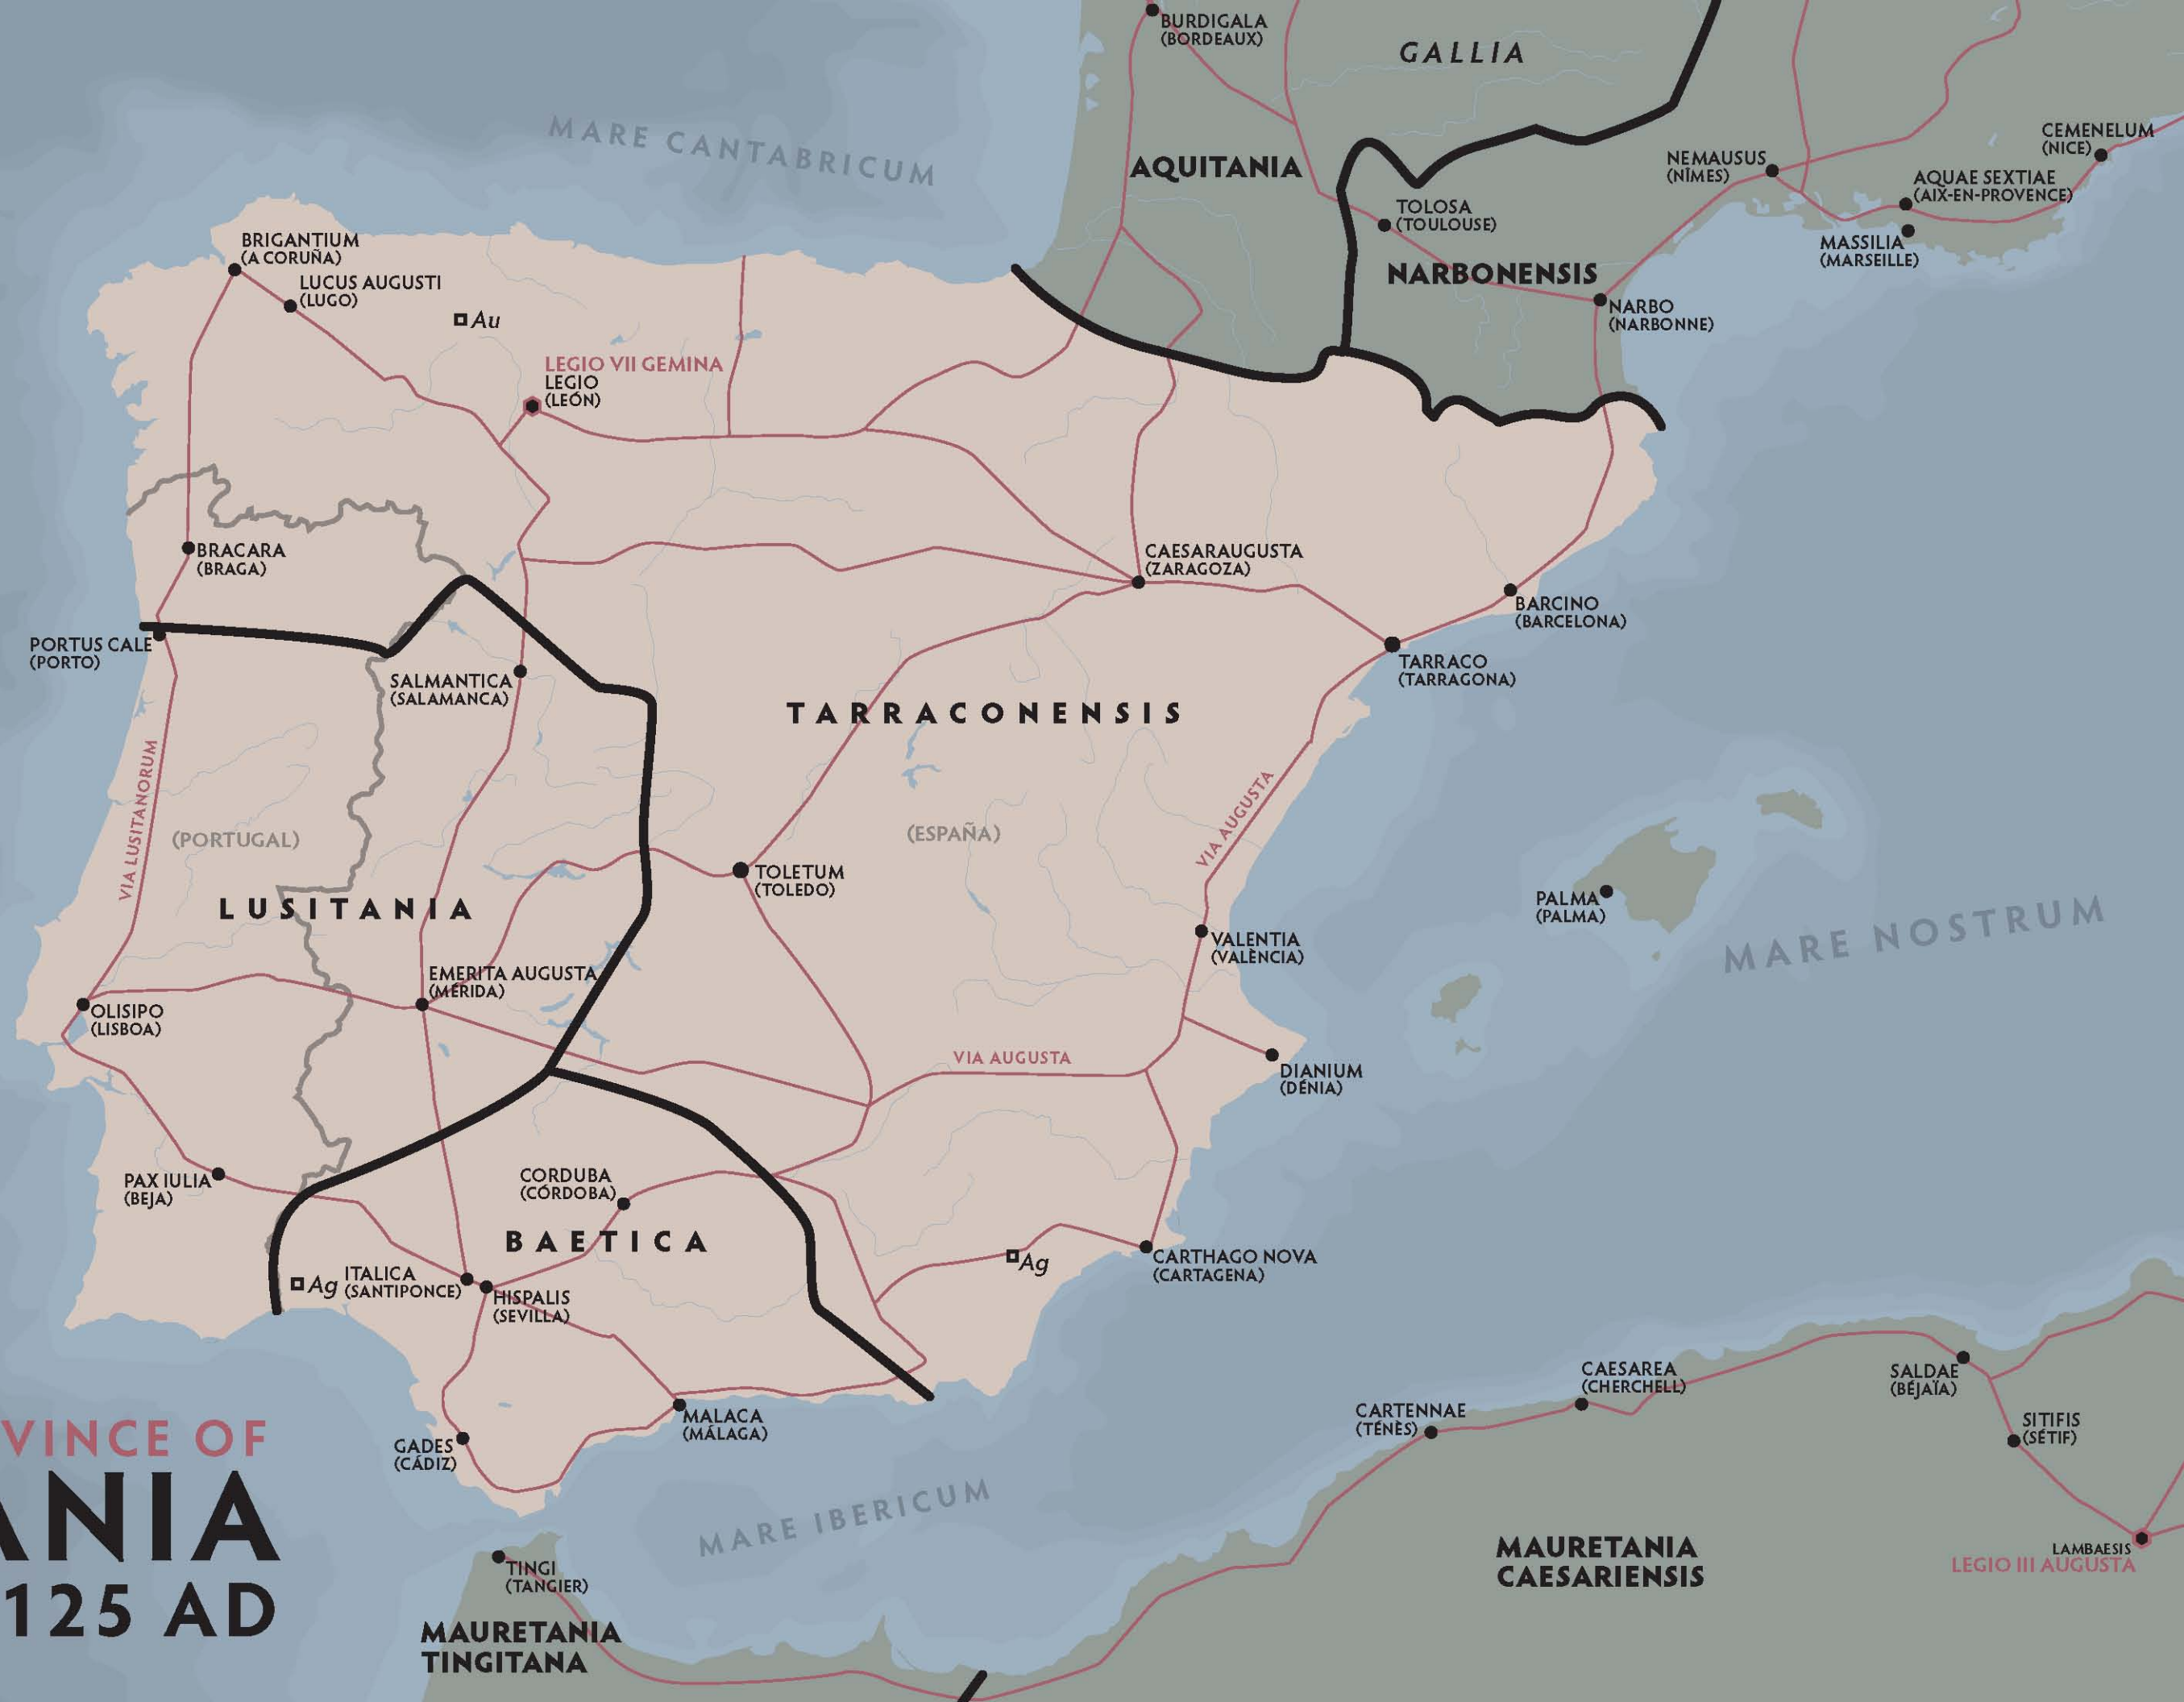 BURDIGALA
(BORDEAUX)
GALLIA
MARE CANTABRICUM
AQUITANIA
CEMENELUM
(NICE)
NEMAUSUS
(NÎMES)
AQUAE SEXTIAE
(AIX-EN-PROVENCE)
TOLOSA
(TOULOUSE)
MASSILIA
(MARSEILLE)
NARBONENSIS
NARBO
(NARBONNE)
BRIGANTIUM
(A CORUÑA)
LUCUS AUGUSTI
(LUGO)
Au
LEGIO VII GEMINA
LEGIO
(LEÓN)
BRACARA
(BRAGA)
CAESARAUGUSTA
(ZARAGOZA)
BARCINO
(BARCELONA)
PORTUS CALE
(PORTO)
TARRACO
(TARRAGONA)
SALMANTICA
(SALAMANCA)
TARRACONENSIS
VIA LUSITANORUM
(PORTUGAL)
(ESPAÑA)
VIA AUGUSTA
TOLETUM
(TOLEDO)
LUSITANIA
PALMA
(PALMA)
MARE NOSTRUM
VALENTIA
(VALÈNCIA)
EMERITA AUGUSTA
(MÉRIDA)
OLISIPO
(LISBOA)
VIA AUGUSTA
DIANIUM
(DÉNIA)
PAX IULIA
(BEJA)
CORDUBA
(CÓRDOBA)
BAETICA
Ag
CARTHAGO NOVA
(CARTAGENA)
Ag
ITALICA
(SANTIPONCE)
HISPALIS
(SEVILLA)
MALACA
(MÁLAGA)
GADES
(CÁDIZ)
CARTENNAE
(TÉNÈS)
CAESAREA
(CHERCHELL)
SALDAE
(BÉJAÏA)
SITIFIS
(SÉTIF)
VINCE OF
ANIA
125 AD
MARE IBERICUM
TINGI
(TANGIER)
MAURETANIA
TINGITANA
MAURETANIA
CAESARIENSIS
LAMBAESIS
LEGIO III AUGUSTA